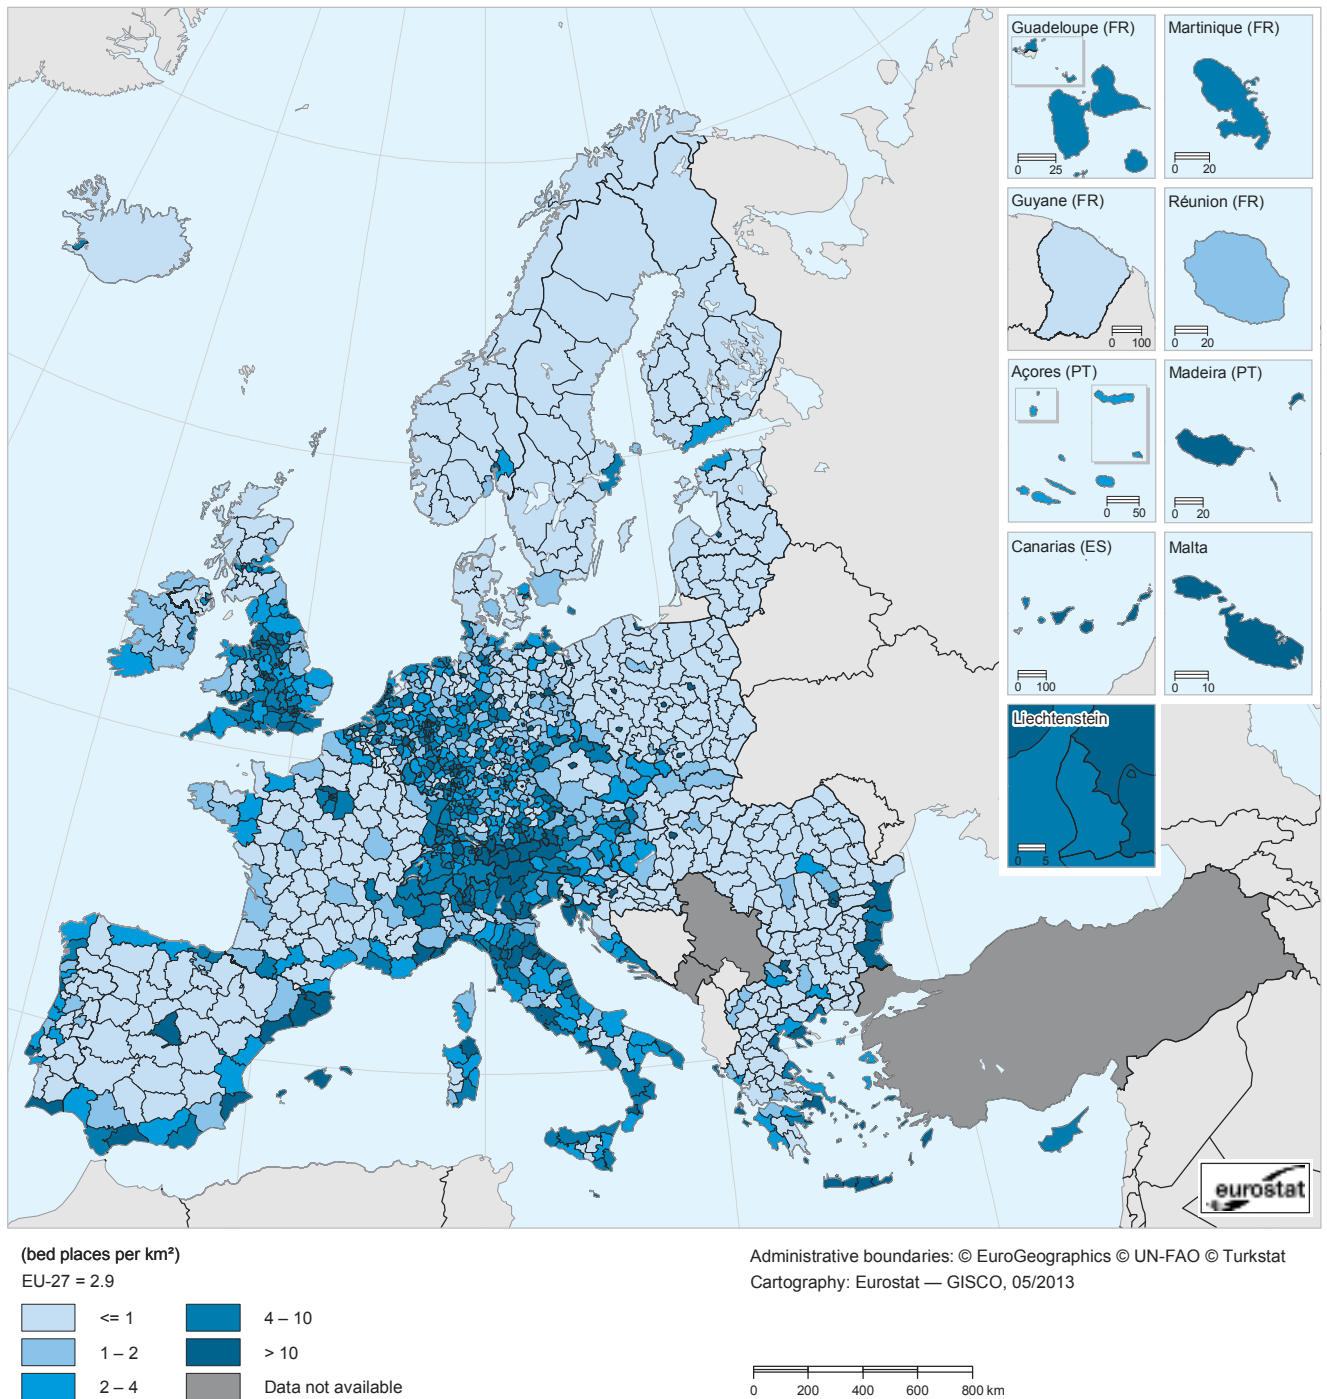 Guadeloupe (FR)
0 25
Martinique (FR)
0 20
Guyane (FR)
0 100
Réunion (FR)
0 20
Açores (PT)
0 50
Madeira (PT)
0 20
Canarias (ES)
0 100
Malta
0 10
Liechtenstein
0 5
eurostat
(bed places per km²)
EU-27 = 2.9
<= 1
1 – 2
2 – 4
4 – 10
> 10
Data not available
Administrative boundaries: © EuroGeographics © UN-FAO © Turkstat
Cartography: Eurostat — GISCO, 05/2013
0 200 400 600 800 km